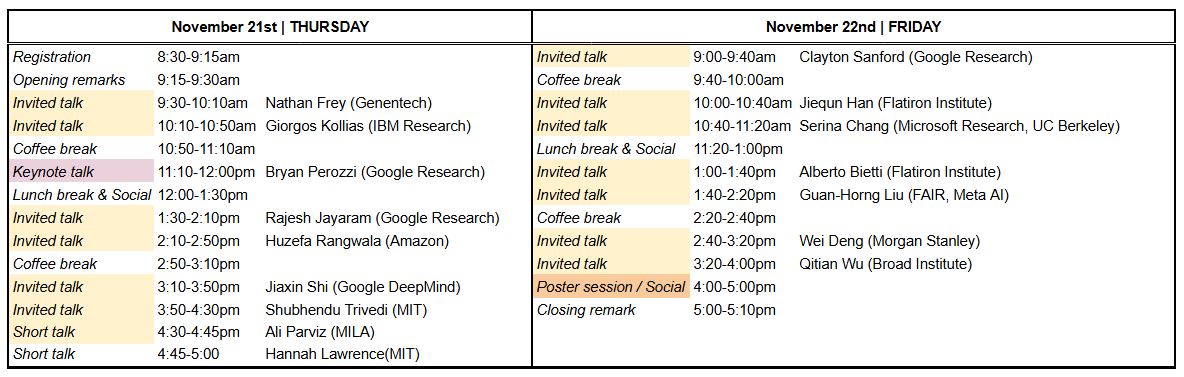 November 21st | THURSDAY
Registration 8:30-9:15am
Opening remarks 9:15-9:30am
Invited talk 9:30-10:10am Nathan Frey (Genentech)
Invited talk 10:10-10:50am Giorgos Kollias (IBM Research)
Coffee break 10:50-11:10am
Keynote talk 11:10-12:00pm Bryan Perozzi (Google Research)
Lunch break & Social 12:00-1:30pm
Invited talk 1:30-2:10pm Rajesh Jayaram (Google Research)
Invited talk 2:10-2:50pm Huzefa Rangwala (Amazon)
Coffee break 2:50-3:10pm
Invited talk 3:10-3:50pm Jiaxin Shi (Google DeepMind)
Invited talk 3:50-4:30pm Shubhendu Trivedi (MIT)
Short talk 4:30-4:45pm Ali Parviz (MILA)
Short talk 4:45-5:00 Hannah Lawrence(MIT)
November 22nd | FRIDAY
Invited talk 9:00-9:40am Clayton Sanford (Google Research)
Coffee break 9:40-10:00am
Invited talk 10:00-10:40am Jiequn Han (Flatiron Institute)
Invited talk 10:40-11:20am Serina Chang (Microsoft Research, UC Berkeley)
Lunch break & Social 11:20-1:00pm
Invited talk 1:00-1:40pm Alberto Bietti (Flatiron Institute)
Invited talk 1:40-2:20pm Guan-Horng Liu (FAIR, Meta AI)
Coffee break 2:20-2:40pm
Invited talk 2:40-3:20pm Wei Deng (Morgan Stanley)
Invited talk 3:20-4:00pm Qitian Wu (Broad Institute)
Poster session / Social 4:00-5:00pm
Closing remark 5:00-5:10pm